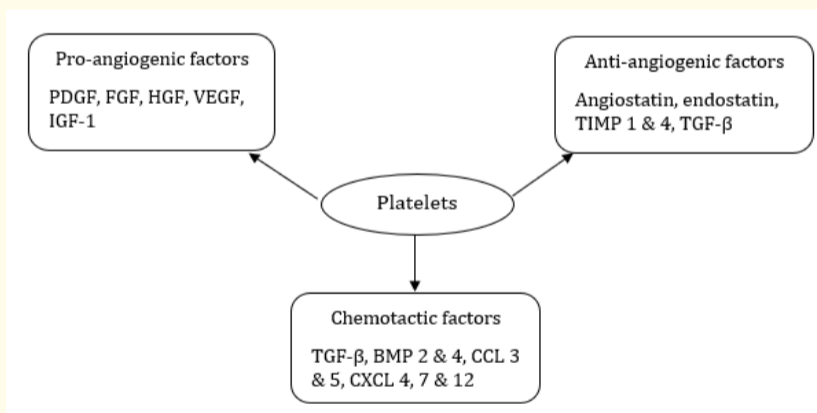 Pro-angiogenic factors
PDGF, FGF, HGF, VEGF,
IGF-1
Anti-angiogenic factors
Angiostatin, endostatin,
TIMP 1 & 4, TGF-β
Platelets
Chemotactic factors
TGF-β, BMP 2 & 4, CCL 3
& 5, CXCL 4, 7 & 12